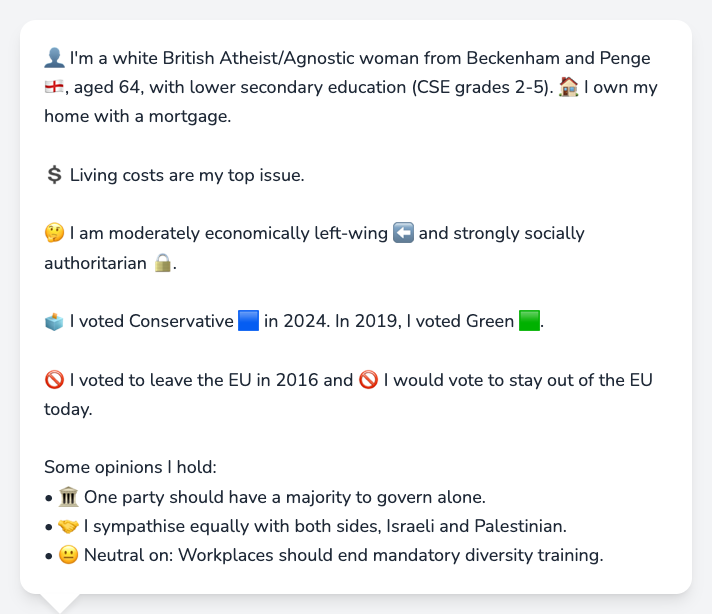 👤 I'm a white British Atheist/Agnostic woman from Beckenham and Penge
🏴󠁧󠁢󠁥󠁮󠁧󠁿, aged 64, with lower secondary education (CSE grades 2-5). 🏠 I own my
home with a mortgage.
💲 Living costs are my top issue.
🤔 I am moderately economically left-wing ⬅️ and strongly socially
authoritarian 🔒.
🗳️ I voted Conservative 🟦 in 2024. In 2019, I voted Green 🟩.
🚫 I voted to leave the EU in 2016 and 🚫 I would vote to stay out of the EU
today.
Some opinions I hold:
• 🏛️ One party should have a majority to govern alone.
• 🤝 I sympathise equally with both sides, Israeli and Palestinian.
• 😐 Neutral on: Workplaces should end mandatory diversity training.